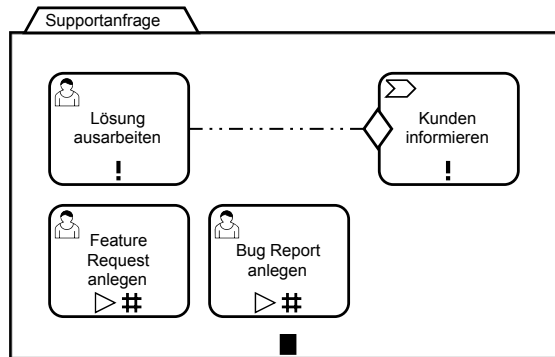 Supportanfrage
Lösung
ausarbeiten
!
Kunden
informieren
!
Feature
Request
anlegen
#
Bug Report
anlegen
#